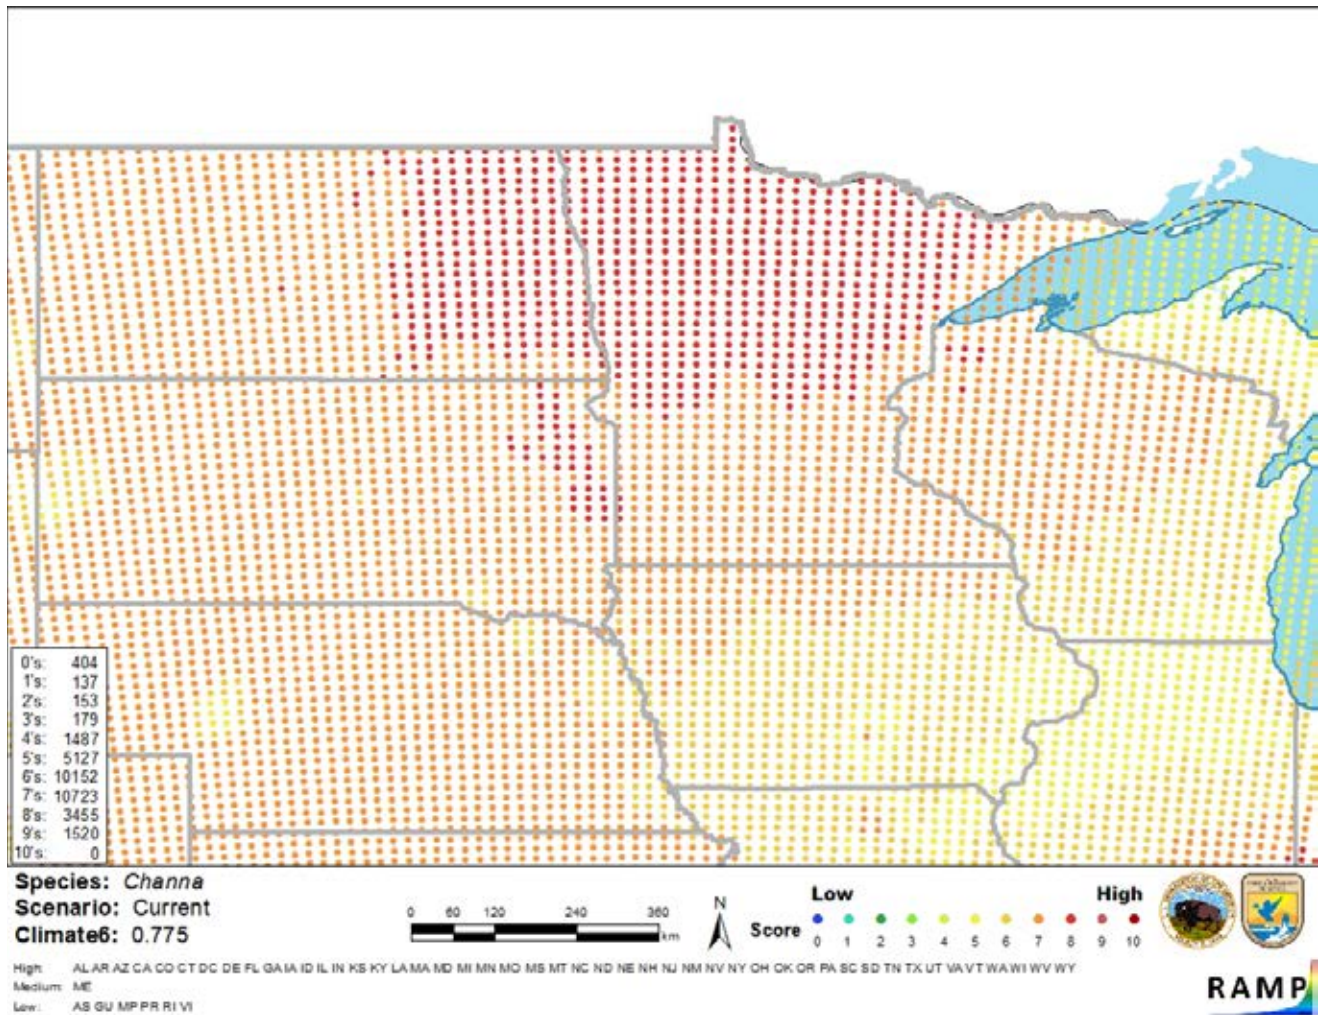 0's: 404
1's: 137
2's: 153
3's: 179
4's: 1487
5's: 5127
6's: 10152
7's: 10723
8's: 3455
9's: 1520
10's: 0
Species: Channa
Scenario: Current
Climate6: 0.775
0 60 120 240 360
km
N
Low High
Score 0 1 2 3 4 5 6 7 8 9 10
High: AL AR AZ CA CO CT DC DE FL GA IA ID IL IN KS KY LA MA MD MI MN MO MS MT NC ND NE NH NJ NM NV NY OH OK OR PA SC SD TN TX UT VA VT WA WI WV WY
Medium: ME
Low: AS GU MP PR RI VI
RAMP